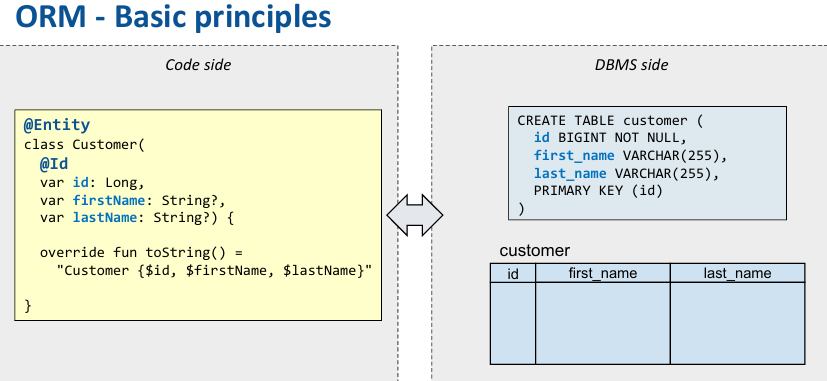 ORM - Basic principles
Code side
@Entity
class Customer(
@Id
var id: Long,
var firstName: String?,
var lastName: String?) {
override fun toString() =
"Customer {$id, $firstName, $lastName}"
}
DBMS side
CREATE TABLE customer (
id BIGINT NOT NULL,
first_name VARCHAR(255),
last_name VARCHAR(255),
PRIMARY KEY (id)
)
customer
id first_name last_name